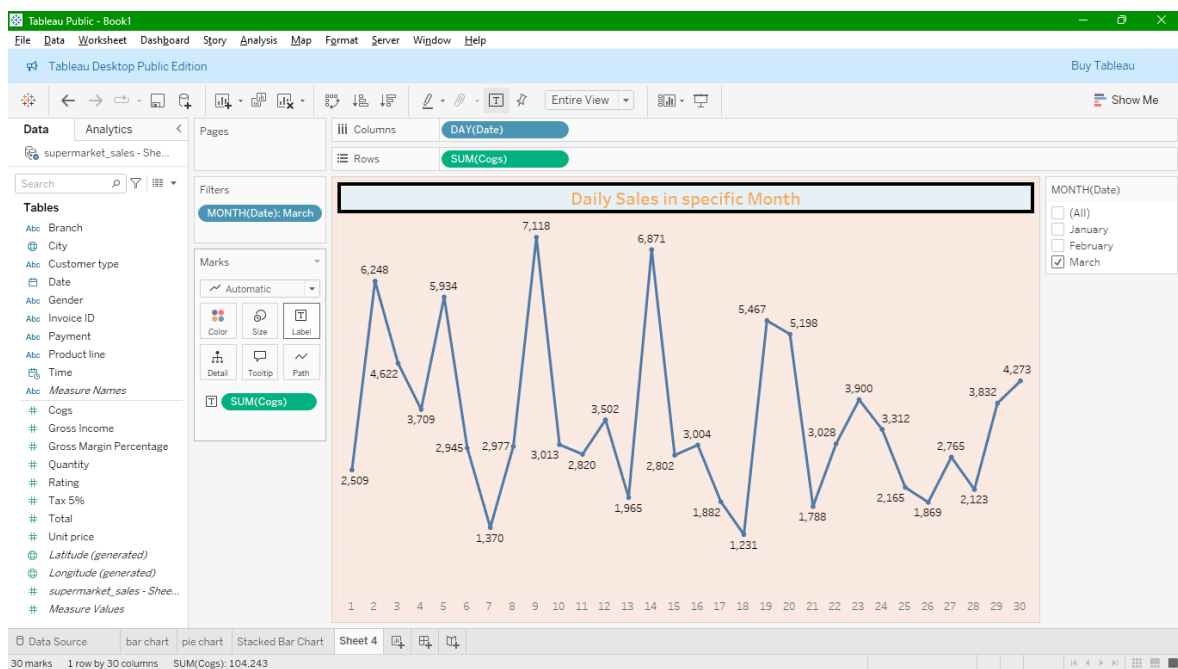 Tableau Public - Book1
File Data Worksheet Dashboard Story Analysis Map Format Server Window Help
Tableau Desktop Public Edition Buy Tableau
Entire View Show Me
Data Analytics
supermarket_sales - She...
Search
Tables
Abc Branch
City
Abc Customer type
Date
Abc Gender
Abc Invoice ID
Abc Payment
Abc Product line
Time
Abc Measure Names
# Cogs
# Gross Income
# Gross Margin Percentage
# Quantity
# Rating
# Tax 5%
# Total
# Unit price
Latitude (generated)
Longitude (generated)
# supermarket_sales - Shee...
# Measure Values
Pages
Filters
MONTH(Date): March
Marks
Automatic
Color Size Label
Detail Tooltip Path
SUM(Cogs)
Columns DAY(Date)
Rows SUM(Cogs)
Daily Sales in specific Month
2,509
6,248
4,622
3,709
5,934
2,945
1,370
2,977
7,118
3,013
2,820
3,502
1,965
6,871
2,802
3,004
1,882
1,231
5,467
5,198
1,788
3,028
3,900
3,312
2,165
1,869
2,765
2,123
3,832
4,273
1 2 3 4 5 6 7 8 9 10 11 12 13 14 15 16 17 18 19 20 21 22 23 24 25 26 27 28 29 30
MONTH(Date)
(All)
January
February
March
Data Source bar chart pie chart Stacked Bar Chart Sheet 4
30 marks 1 row by 30 columns SUM(Cogs): 104,243